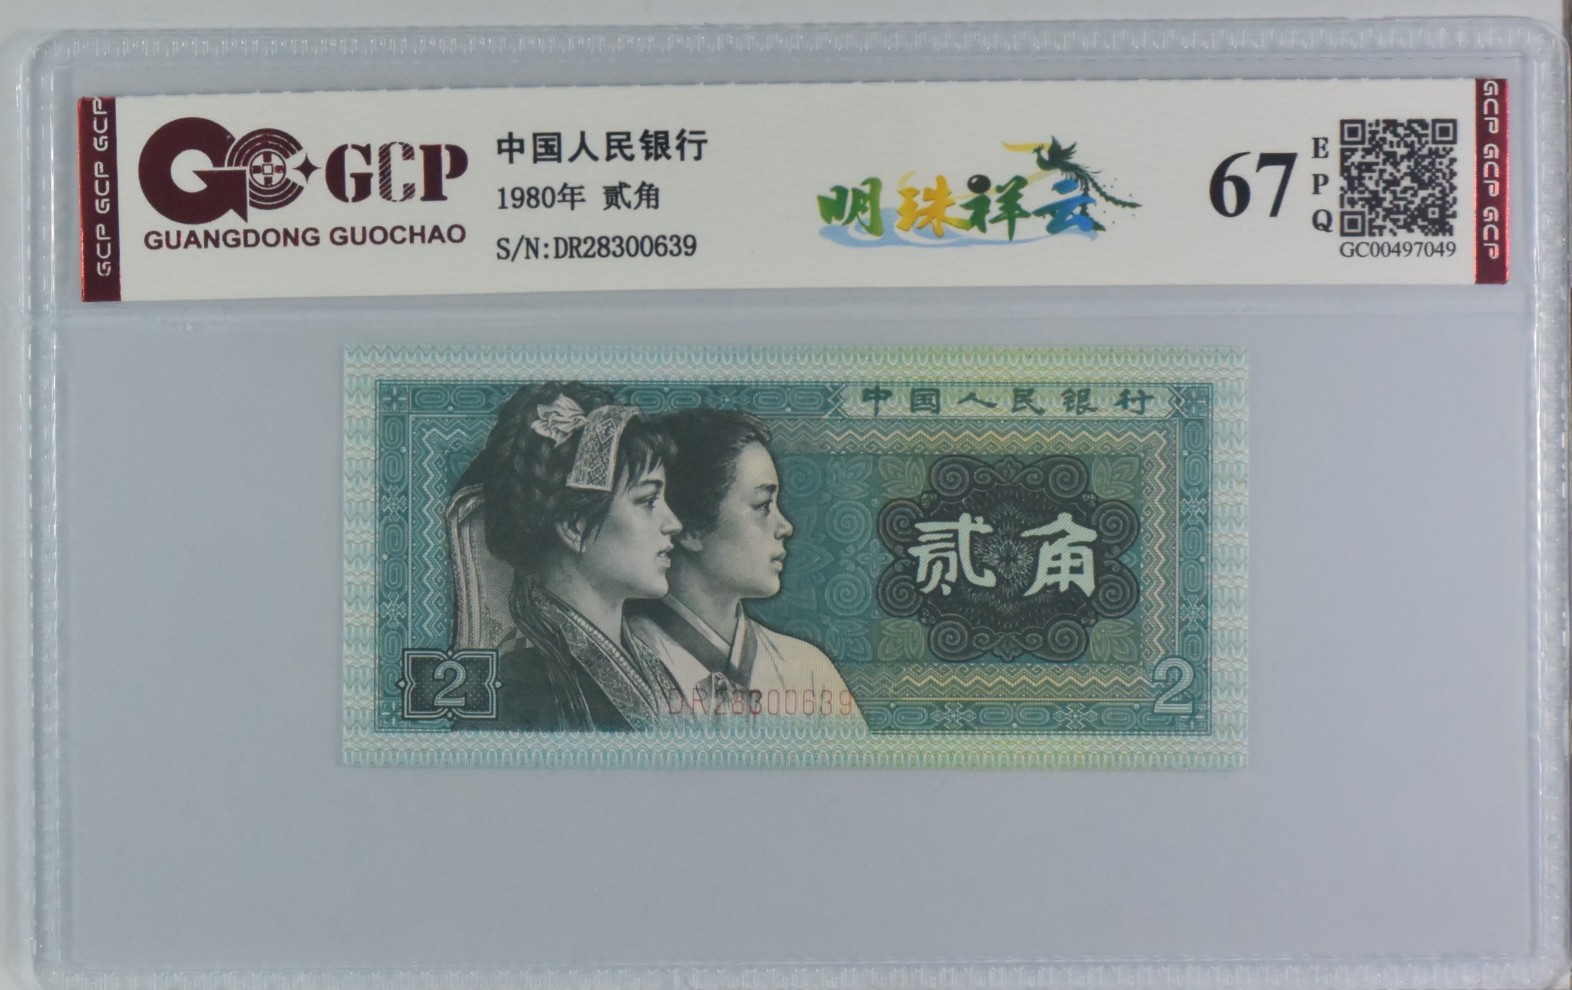 GCP GCP GCP
GCP
GUANGDONG GUOCHAO
中国人民银行
1980年 贰角
S/N:DR28300639
明珠祥云
67
EPQ
GC00497049
GCP GCP GCP
中国人民银行
贰角
2
DR28300639
2